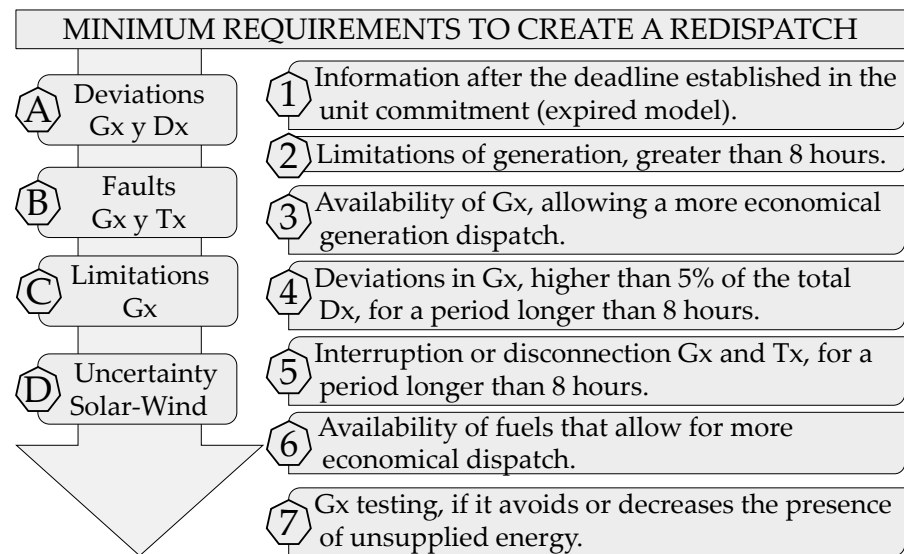 MINIMUM REQUIREMENTS TO CREATE A REDISPATCH
A Deviations
Gx y Dx
B Faults
Gx y Tx
C Limitations
Gx
D Uncertainty
Solar-Wind
1 Information after the deadline established in the
unit commitment (expired model).
2 Limitations of generation, greater than 8 hours.
3 Availability of Gx, allowing a more economical
generation dispatch.
4 Deviations in Gx, higher than 5% of the total
Dx, for a period longer than 8 hours.
5 Interruption or disconnection Gx and Tx, for a
period longer than 8 hours.
6 Availability of fuels that allow for more
economical dispatch.
7 Gx testing, if it avoids or decreases the presence
of unsupplied energy.